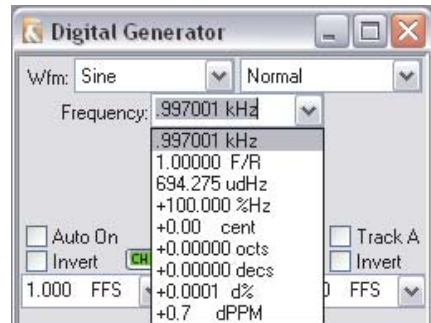 Digital Generator
Wfm: Sine Normal
Frequency: .997001 kHz
.997001 kHz
1.00000 F/R
694.275 udHz
+100.000 %Hz
+0.00 cent
Auto On +0.00000 octs Track A
Invert CH +0.00000 decs Invert
1.000 FFS +0.0001 d% FFS
+0.7 dPPM